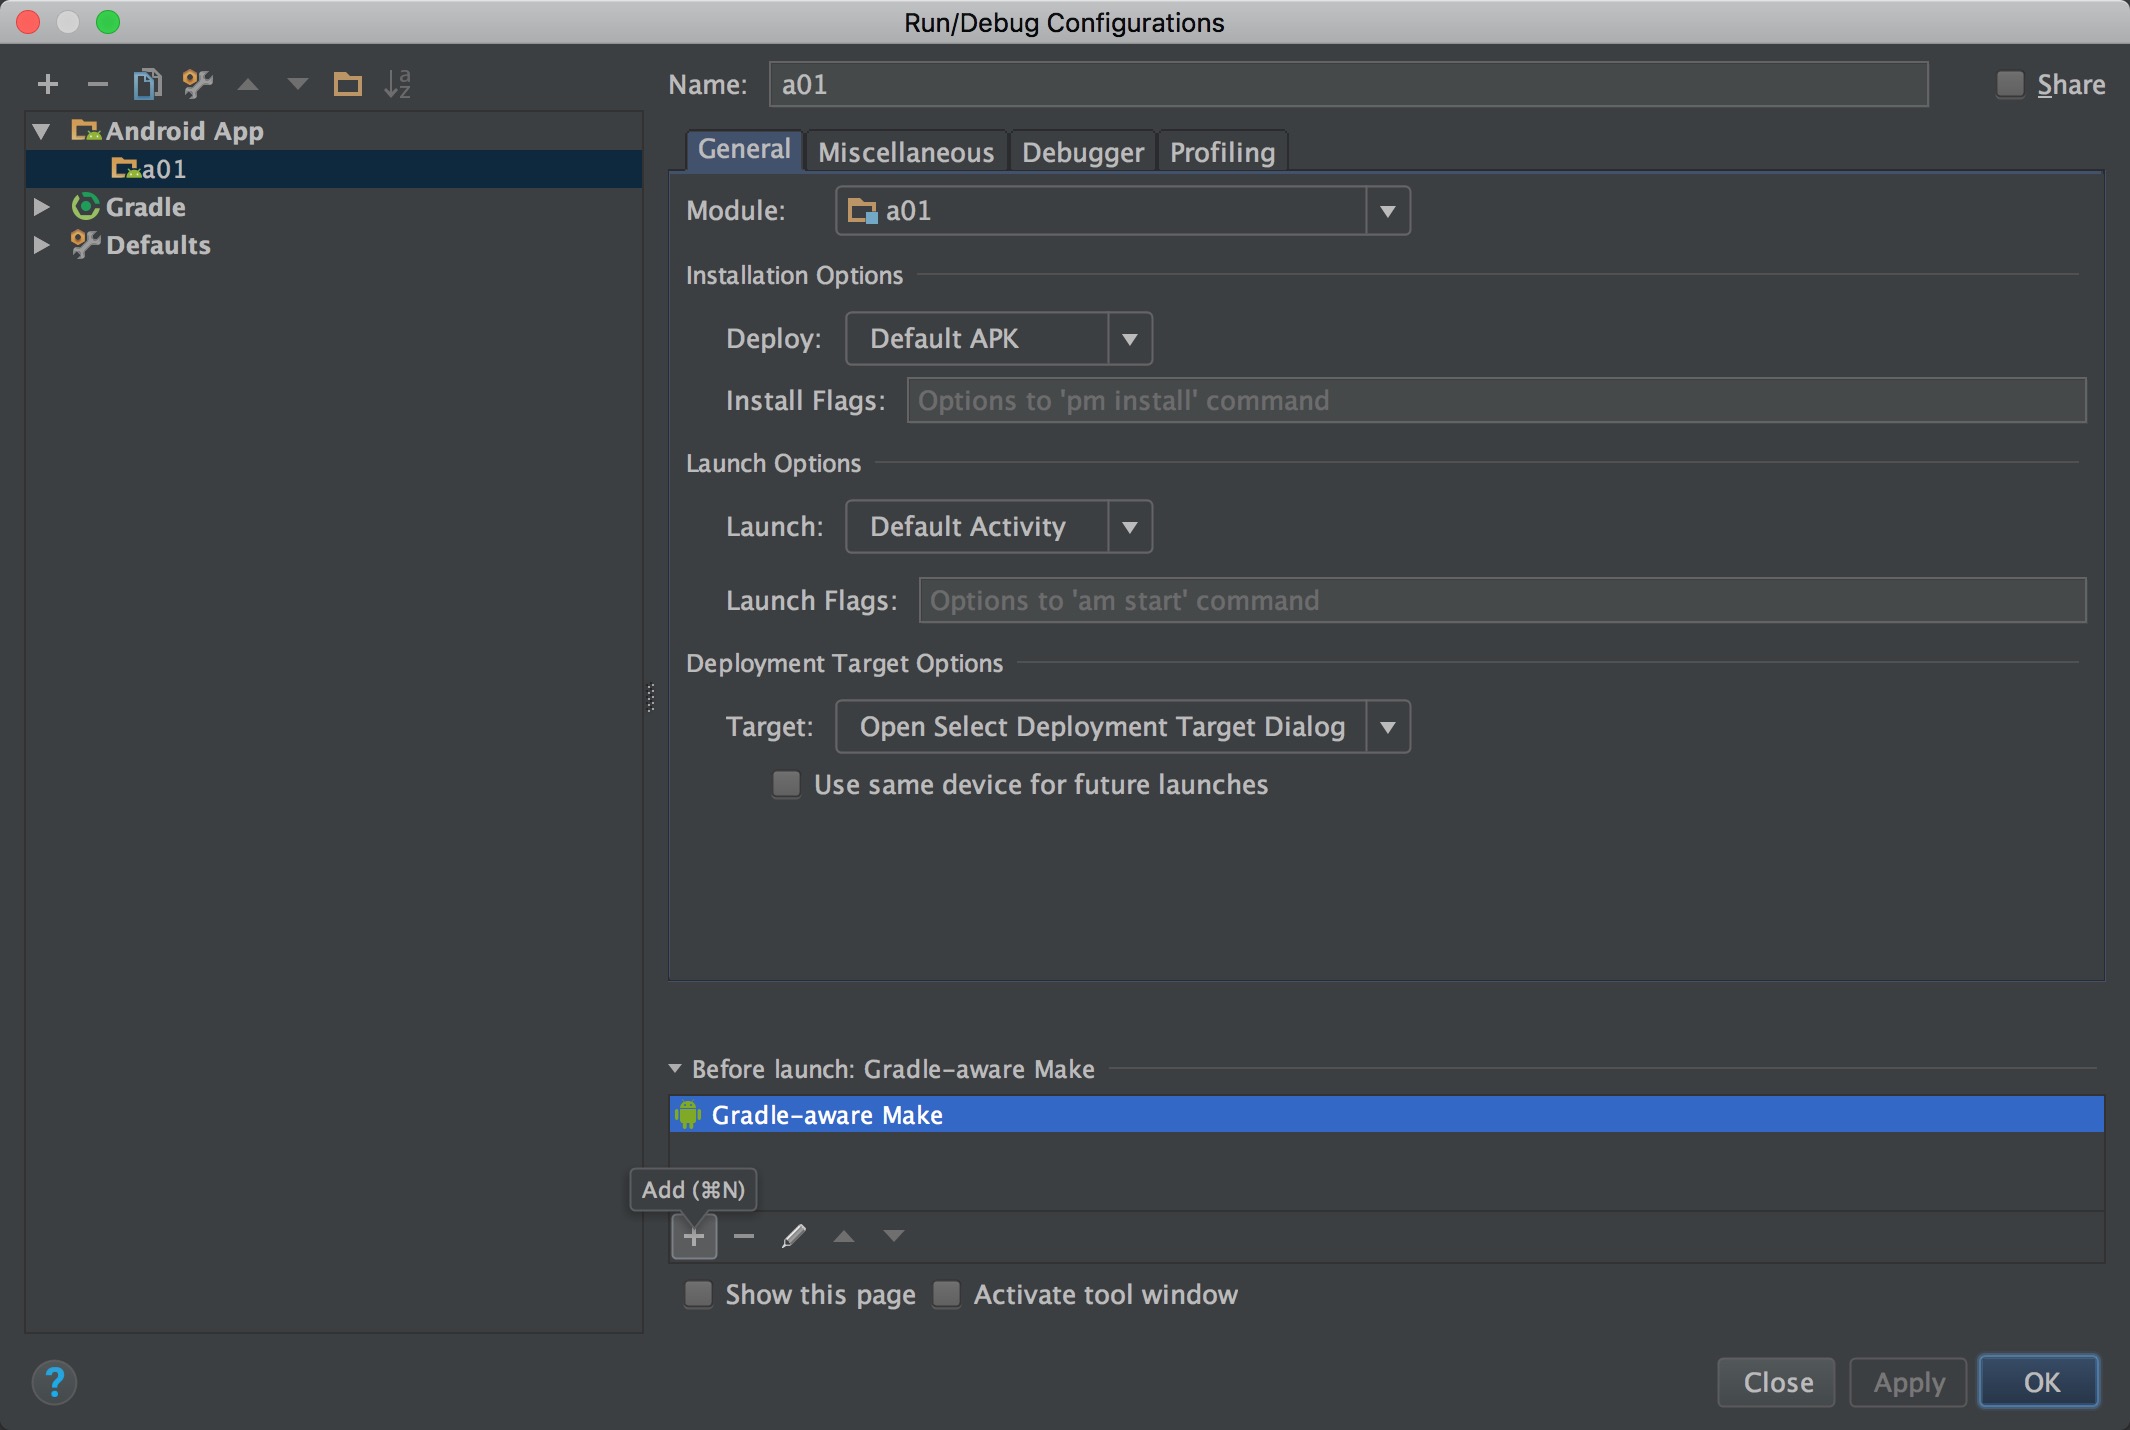 Run/Debug Configurations
Name: a01 Share
Android App
a01
Gradle
Defaults
General Miscellaneous Debugger Profiling
Module: a01
Installation Options
Deploy: Default APK
Install Flags: Options to 'pm install' command
Launch Options
Launch: Default Activity
Launch Flags: Options to 'am start' command
Deployment Target Options
Target: Open Select Deployment Target Dialog
Use same device for future launches
Before launch: Gradle-aware Make
Gradle-aware Make
Add (⌘N)
Show this page Activate tool window
? Close Apply OK